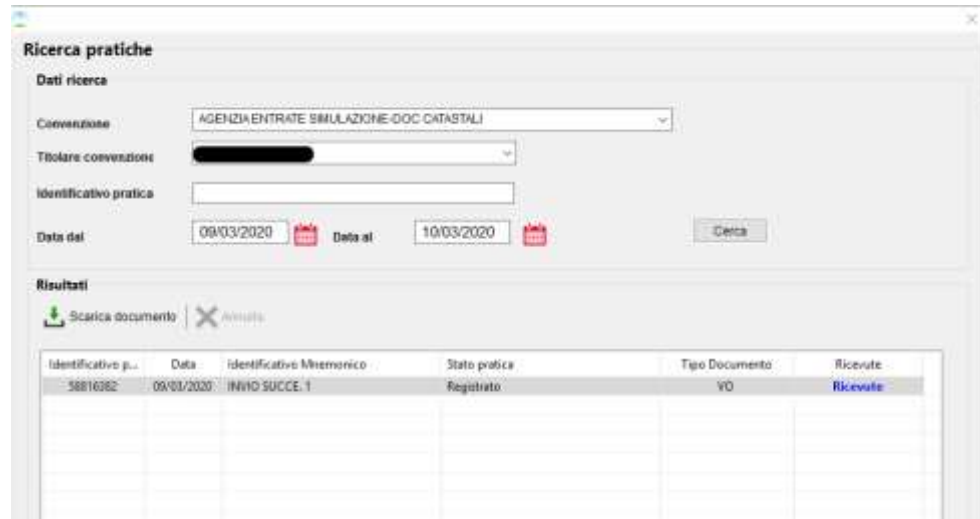 Ricerca pratiche
Dati ricerca
Convenzione AGENZIA ENTRATE SIMULAZIONE-DOC CATASTALI
Titolare convenzione
Identificativo pratica
Data dal 09/03/2020 Data al 10/03/2020 Cerca
Risultati
Scarica documento Annulla
Identificativo p... Data Identificativo Mnemonico Stato pratica Tipo Documento Ricevute
58816382 09/03/2020 INVIO SUCCE. 1 Registrato VO Ricevute